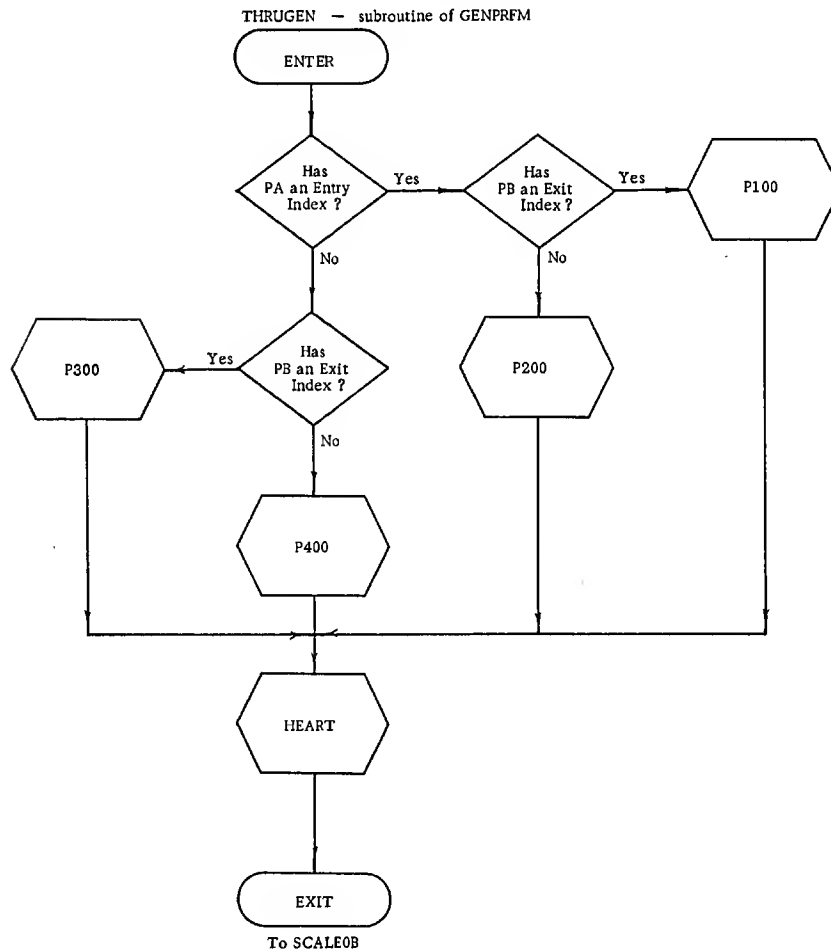 THRUGEN — subroutine of GENPRFM
ENTER
Has
PA an Entry
Index ?
Yes
Has
PB an Exit
Index ?
Yes
P100
No
No
P300
Yes
Has
PB an Exit
Index ?
P200
No
P400
HEART
EXIT
To SCALE0B